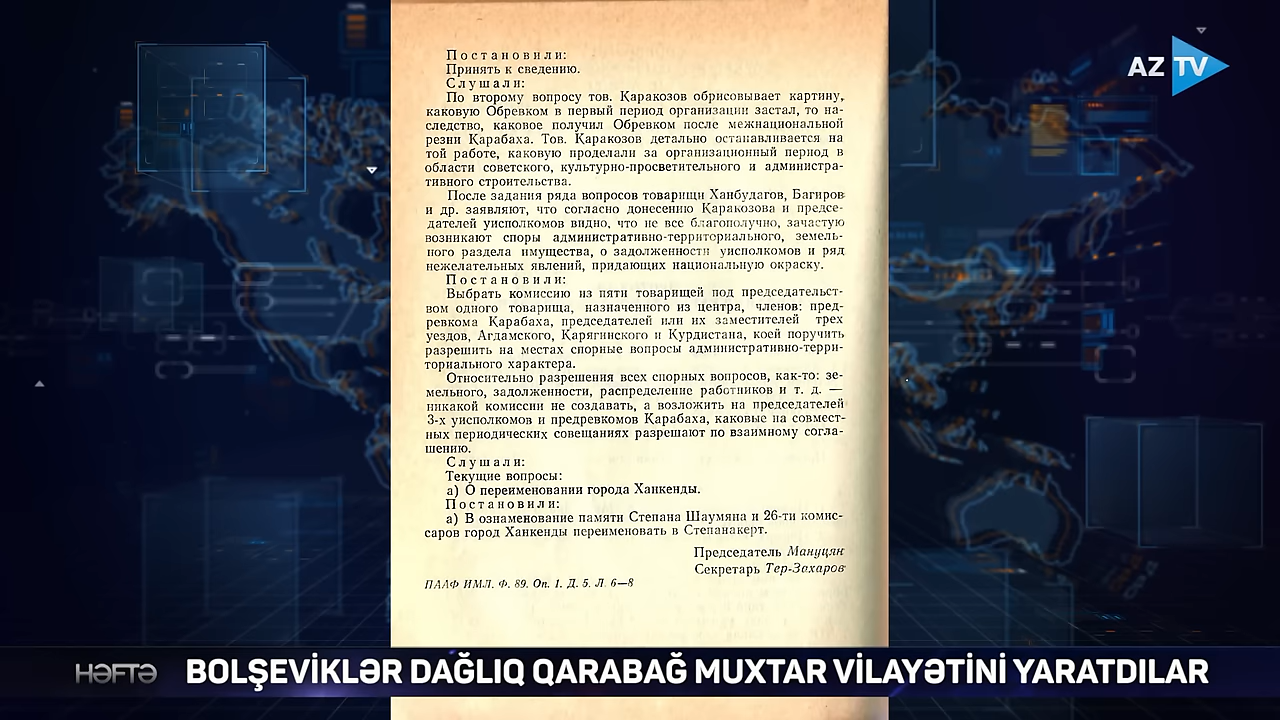 AZ TV
Постановили:
Принять к сведению.
Слушали:
По второму вопросу тов. Каракозов обрисовывает картину,
каковую Обревком в первый период организации застал, то на-
следство, каковое получил Обревком после межнациональной
резни Карабаха. Тов. Каракозов детально останавливается на
той работе, каковую проделали за организационный период в
области советского, культурно-просветительного и администра-
тивного строительства.
После задания ряда вопросов товарищи Ханбудагов, Багиров
и др. заявляют, что согласно донесению Каракозова и предсе-
дателей уисполкомов видно, что не все благополучно, зачастую
возникают споры административно-территориального, земель-
ного раздела имущества, о задолженности уисполкомов и ряд
нежелательных явлений, придающих национальную окраску.
Постановили:
Выбрать комиссию из пяти товарищей под председательст-
вом одного товарища, назначенного из центра, членов: пред-
ревкома Карабаха, председателей или их заместителей трех
уездов, Агдамского, Карягинского и Курдистана, коей поручить
разрешить на местах спорные вопросы административно-терри-
ториального характера.
Относительно разрешения всех спорных вопросов, как-то: зе-
мельного, задолженности, распределение работников и т. д. —
никакой комиссии не создавать, а возложить на председателей
3-х уисполкомов и предревкомов Карабаха, каковые на совмест-
ных периодических совещаниях разрешают по взаимному согла-
шению.
Слушали:
Текущие вопросы:
а) О переименовании города Ханкенды.
Постановили:
а) В ознаменование памяти Степана Шаумяна и 26-ти комис-
саров город Ханкенды переименовать в Степанакерт.
Председатель Мануцян
Секретарь Тер-Захаров
ПААФ ИМЛ. Ф. 89. Оп. 1. Д. 5. Л. 6—8
HƏFTƏ BOLŞEVİKLƏR DAĞLIQ QARABAĞ MUXTAR VİLAYƏTİNİ YARATDILAR